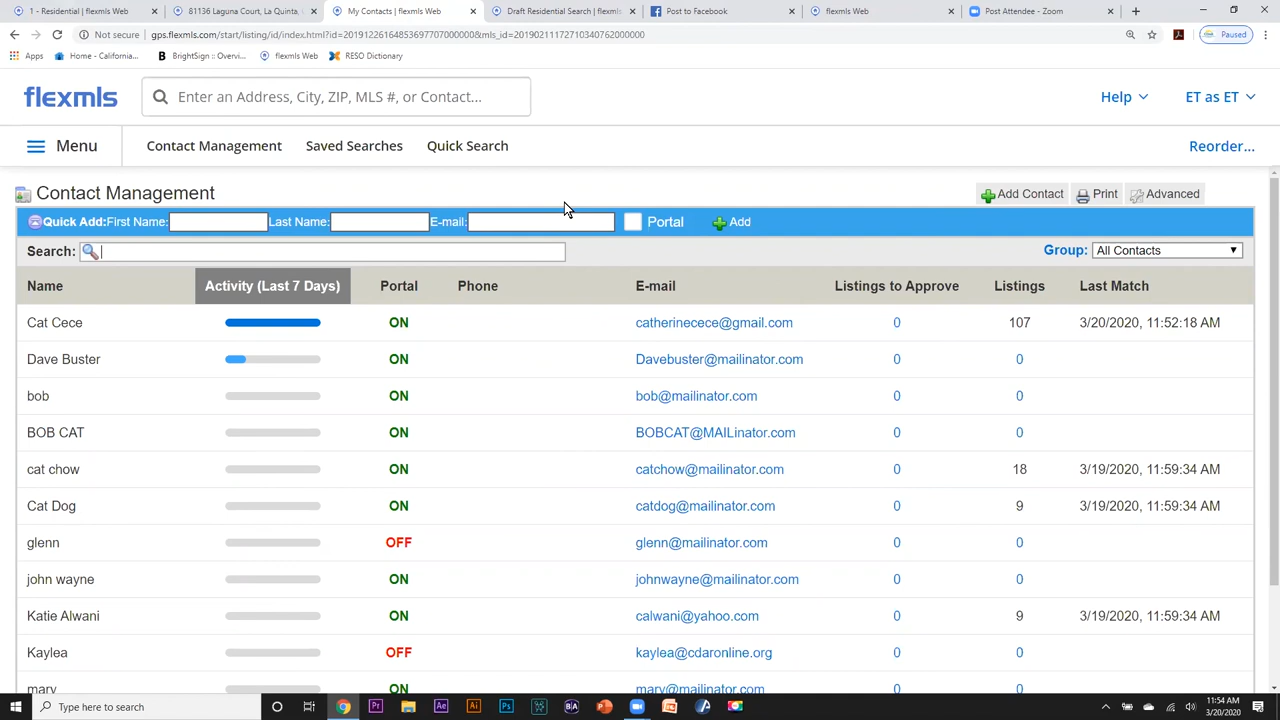 1 - Residential | flexmls Web
81136 Laguna Court, La Quinta,
My Contacts | flexmls Web
Draft Residential Search | flexmls
Post to Facebook
flexmls Web
Post Attendee - Zoom
Not secure | gps.flexmls.com/start/listing/id/index.html?id=20191226164853697707000000&mls_id=20190211172710340762000000
Paused
Apps
Home - California...
BrightSign :: Overvi...
flexmls Web
RESO Dictionary
flexmls
Enter an Address, City, ZIP, MLS #, or Contact...
Help
ET as ET
Menu
Contact Management
Saved Searches
Quick Search
Reorder...
Contact Management
Add Contact
Print
Advanced
Quick Add: First Name:
Last Name:
E-mail:
Portal
Add
Search:
Group: All Contacts
Name Activity (Last 7 Days) Portal Phone E-mail Listings to Approve Listings Last Match
Cat Cece ON catherinecece@gmail.com 0 107 3/20/2020, 11:52:18 AM
Dave Buster ON Davebuster@mailinator.com 0 0
bob ON bob@mailinator.com 0 0
BOB CAT ON BOBCAT@MAILinator.com 0 0
cat chow ON catchow@mailinator.com 0 18 3/19/2020, 11:59:34 AM
Cat Dog ON catdog@mailinator.com 0 9 3/19/2020, 11:59:34 AM
glenn OFF glenn@mailinator.com 0 0
john wayne ON johnwayne@mailinator.com 0 0
Katie Alwani ON calwani@yahoo.com 0 9 3/19/2020, 11:59:34 AM
Kaylea OFF kaylea@cdaronline.org 0 0
mary ON mary@mailinator.com 0 0
Type here to search
11:54 AM
3/20/2020